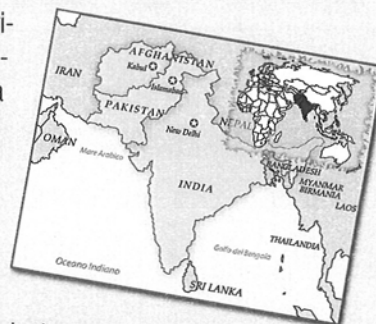 i-
-
a
AFGHANISTAN
Kabul
IRAN
Islamabad
PAKISTAN
NEPAL
New Delhi
OMAN
Mare Arabico
BANGLADESH
INDIA
MYANMAR
BIRMANIA
LAOS
THAILANDIA
Golfo del Bengala
Oceano Indiano
SRI LANKA